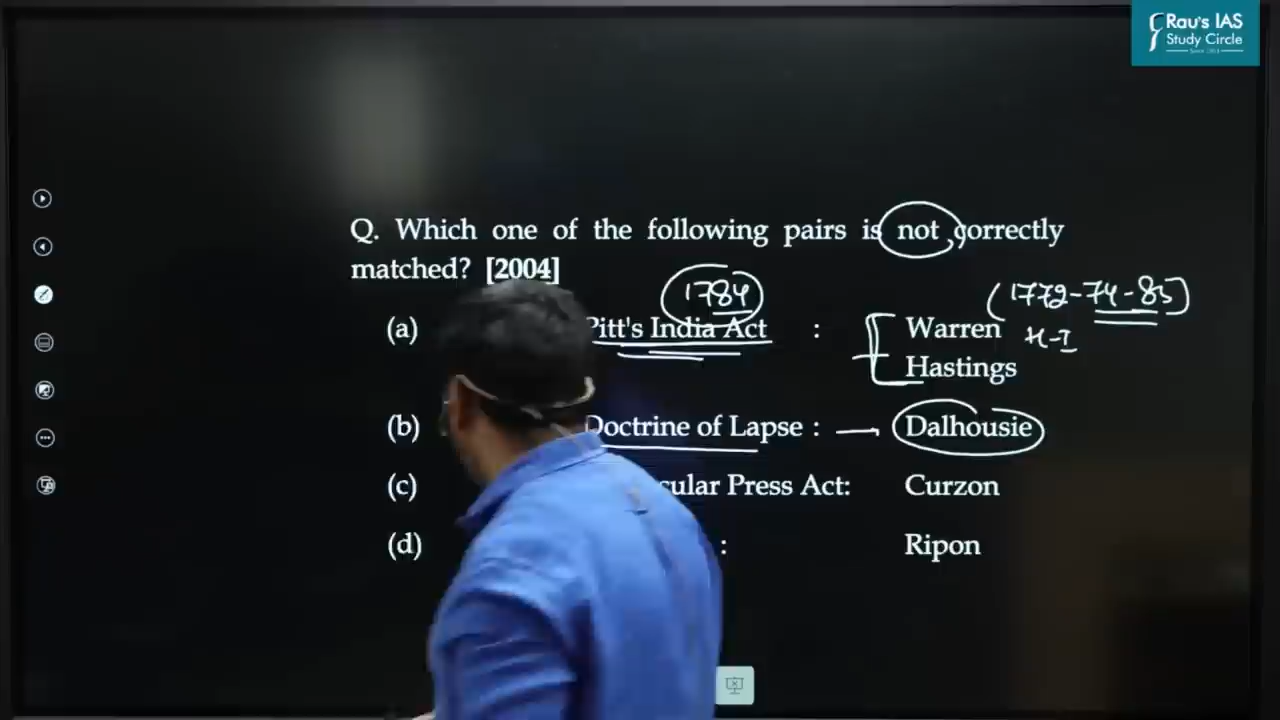 Rau's IAS
Study Circle
Q. Which one of the following pairs is not correctly
matched? [2004]
1784
(1772-74-85)
(a) Pitt's India Act : Warren
H-I
Hastings
(b) Doctrine of Lapse : — Dalhousie
(c) Press Act: Curzon
(d) : Ripon